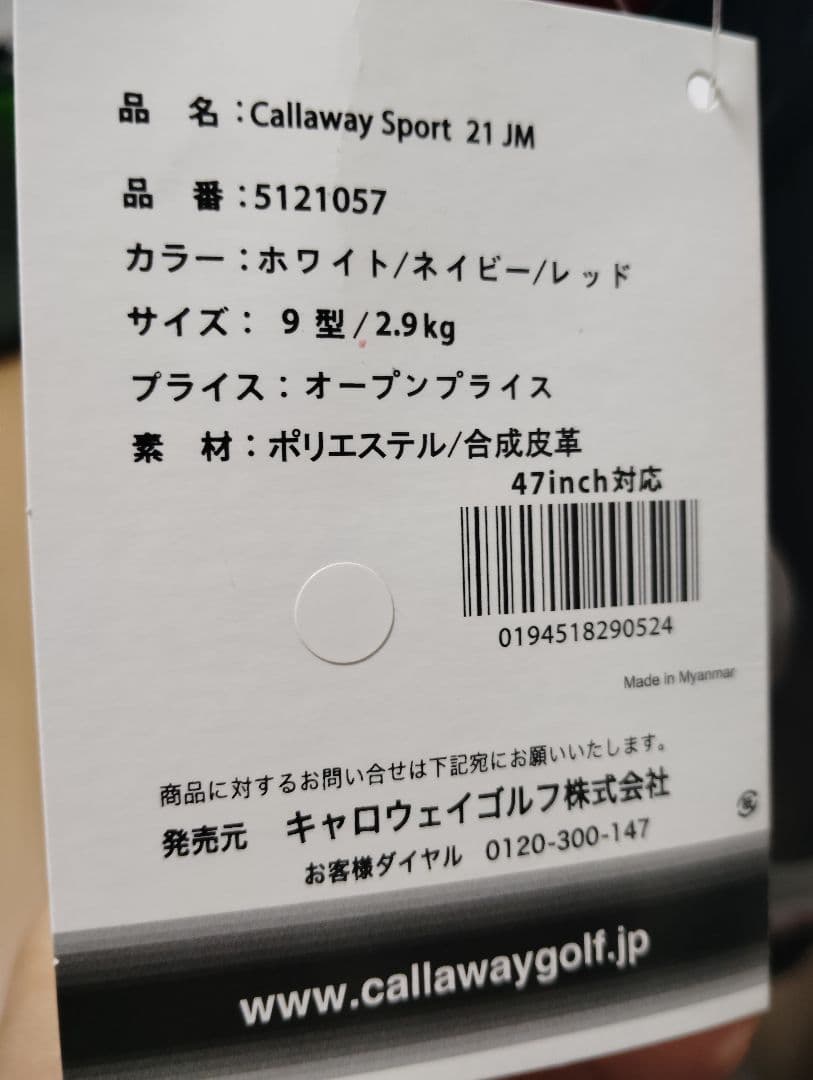 品 名：Callaway Sport 21 JM
品 番：5121057
カラー：ホワイト/ネイビー/レッド
サイズ： 9 型/2.9kg
プライス：オープンプライス
素 材：ポリエステル/合成皮革
47inch対応
0194518290524
Made in Myanmar
商品に対するお問い合せは下記宛にお願いいたします。
発売元 キャロウェイゴルフ株式会社
お客様ダイヤル 0120-300-147
www.callawaygolf.jp